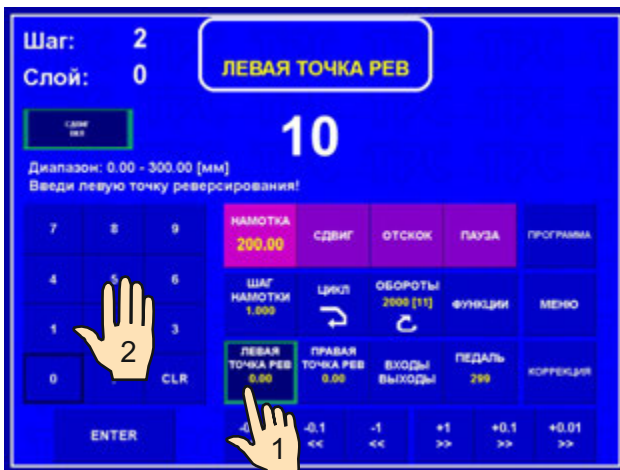 Шаг: 2
Слой: 0
ЛЕВАЯ ТОЧКА РЕВ
СДВИГ
10
Диапазон: 0.00 - 300.00 [мм]
Введи левую точку реверсирования!
7 8 9
НАМОТКА
200.00
СДВИГ
ОТСКОК
ПАУЗА
ПРОГРАММА
4 5 6
ШАГ
НАМОТКИ
1.000
ЦИКЛ
ОБОРОТЫ
2000 [11]
ФУНКЦИИ
МЕНЮ
1 2 3
ЛЕВАЯ
ТОЧКА РЕВ
0.00
ПРАВАЯ
ТОЧКА РЕВ
0.00
ВХОДЫ
ВЫХОДЫ
ПЕДАЛЬ
299
КОРРЕКЦИЯ
0 CLR
1
ENTER
-0.1
<<
-1
<<
+1
>>
+0.1
>>
+0.01
>>